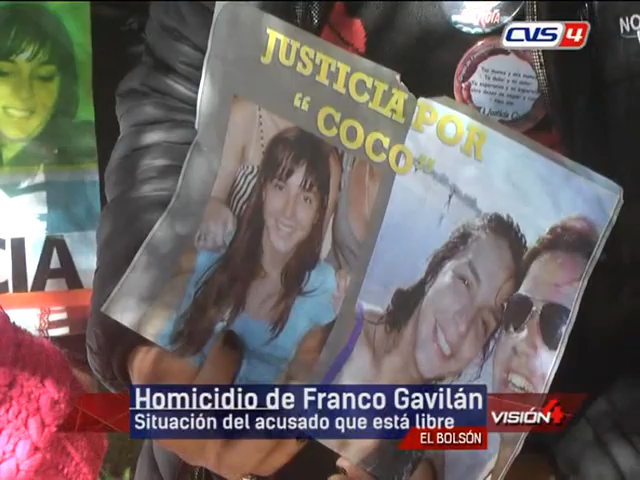 CVS 4
NO
JUSTICIA POR
“ COCO”
CIA
Homicidio de Franco Gavilán
Situación del acusado que está libre
EL BOLSÓN
VISIÓN 4